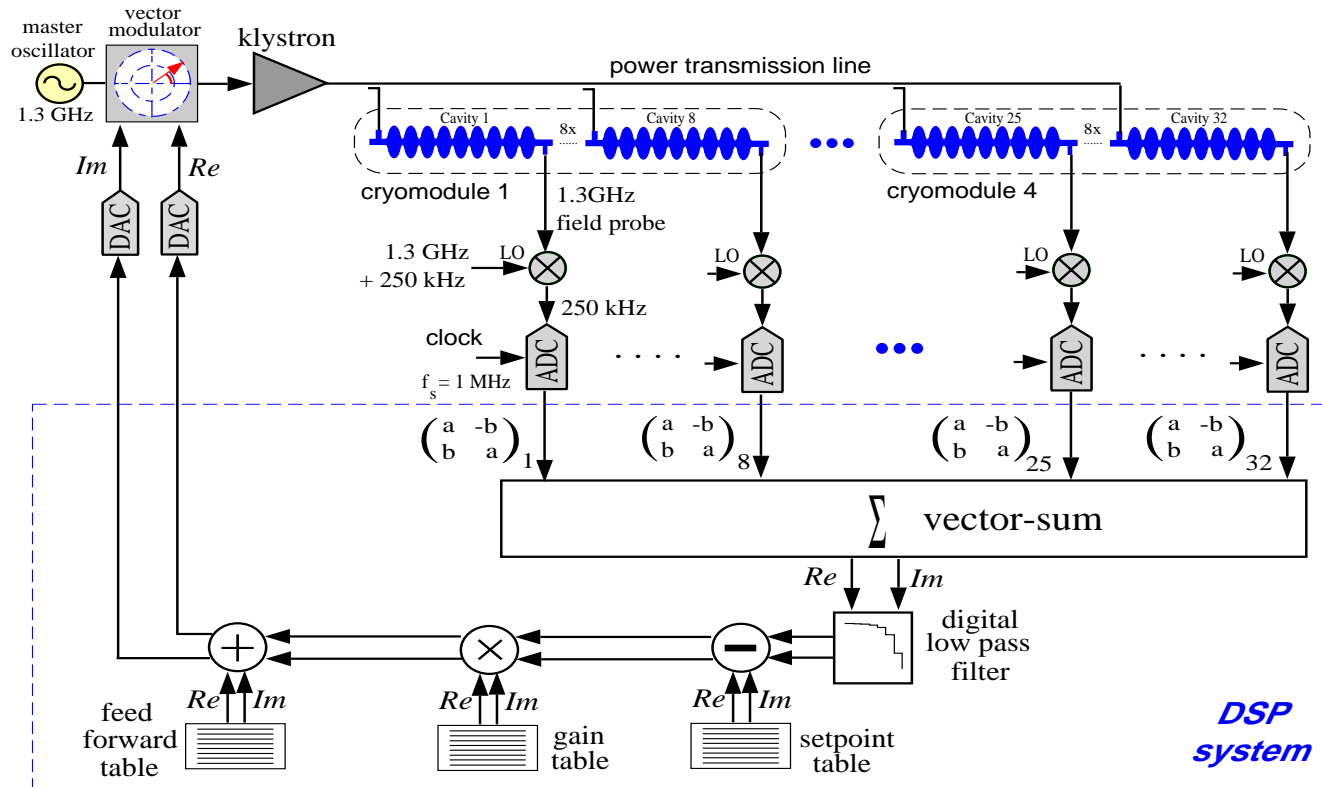 master
oscillator
1.3 GHz
vector
modulator
klystron
power transmission line
Cavity 1
8x
Cavity 8
Cavity 25
8x
Cavity 32
cryomodule 1
cryomodule 4
Im
Re
DAC
DAC
1.3GHz
field probe
LO
LO
LO
LO
1.3 GHz
+ 250 kHz
250 kHz
clock
f_s = 1 MHz
ADC
ADC
ADC
ADC
(a -b
b a)1
(a -b
b a)8
(a -b
b a)25
(a -b
b a)32
Σ vector-sum
Re
Im
digital
low pass
filter
+
×
−
Re Im
Re Im
Re Im
feed
forward
table
gain
table
setpoint
table
DSP
system